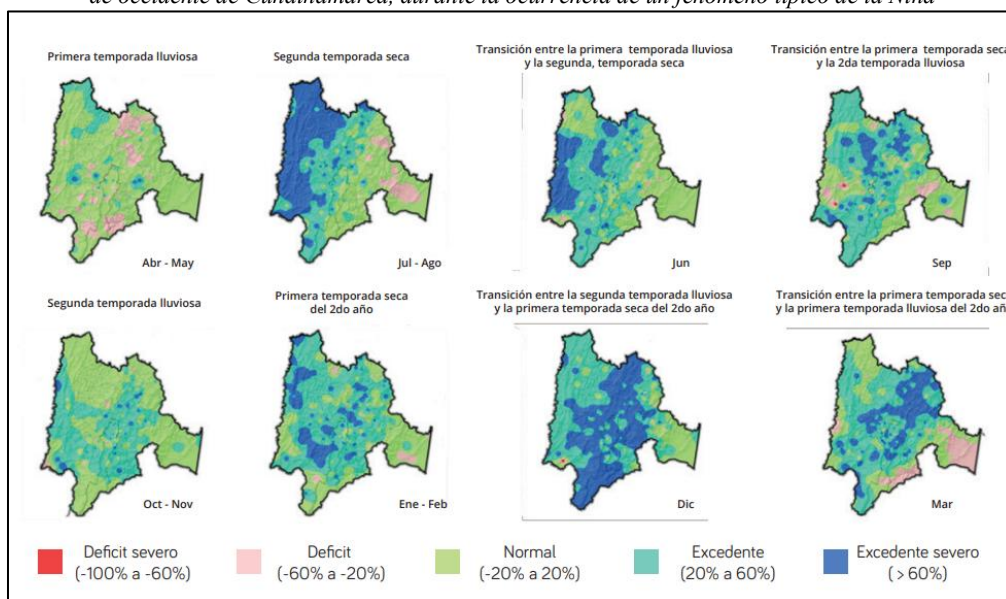 de occidente de Cundinamarca, durante la ocurrencia de un fenómeno típico de la Niña
Primera temporada lluviosa
Abr - May
Segunda temporada seca
Jul - Ago
Transición entre la primera temporada lluviosa
y la segunda, temporada seca
Jun
Transición entre la primera temporada seca
y la 2da temporada lluviosa
Sep
Segunda temporada lluviosa
Oct - Nov
Primera temporada seca
del 2do año
Ene - Feb
Transición entre la segunda temporada lluviosa
y la primera temporada seca del 2do año
Dic
Transición entre la primera temporada seca
y la primera temporada lluviosa del 2do año
Mar
Deficit severo
(-100% a -60%)
Deficit
(-60% a -20%)
Normal
(-20% a 20%)
Excedente
(20% a 60%)
Excedente severo
( > 60%)